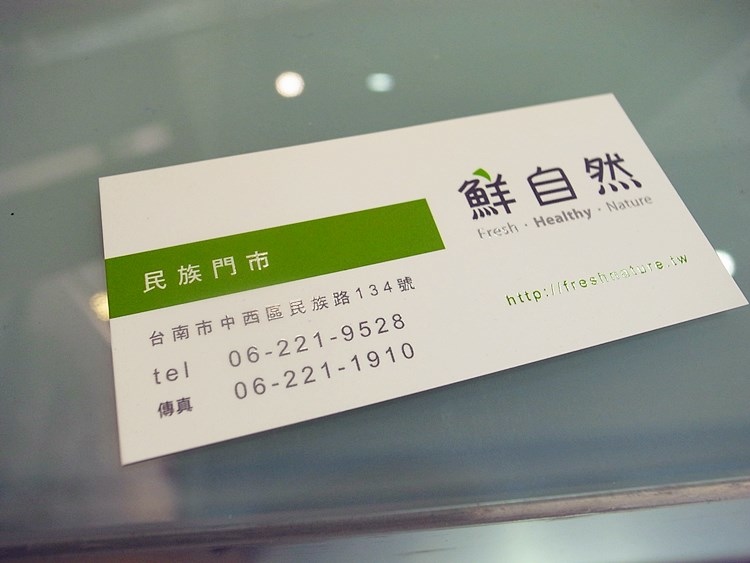 鮮自然
Fresh · Healthy · Nature
民族門市
台南市中西區民族路134號
tel 06-221-9528
傳真 06-221-1910
http://freshnature.tw